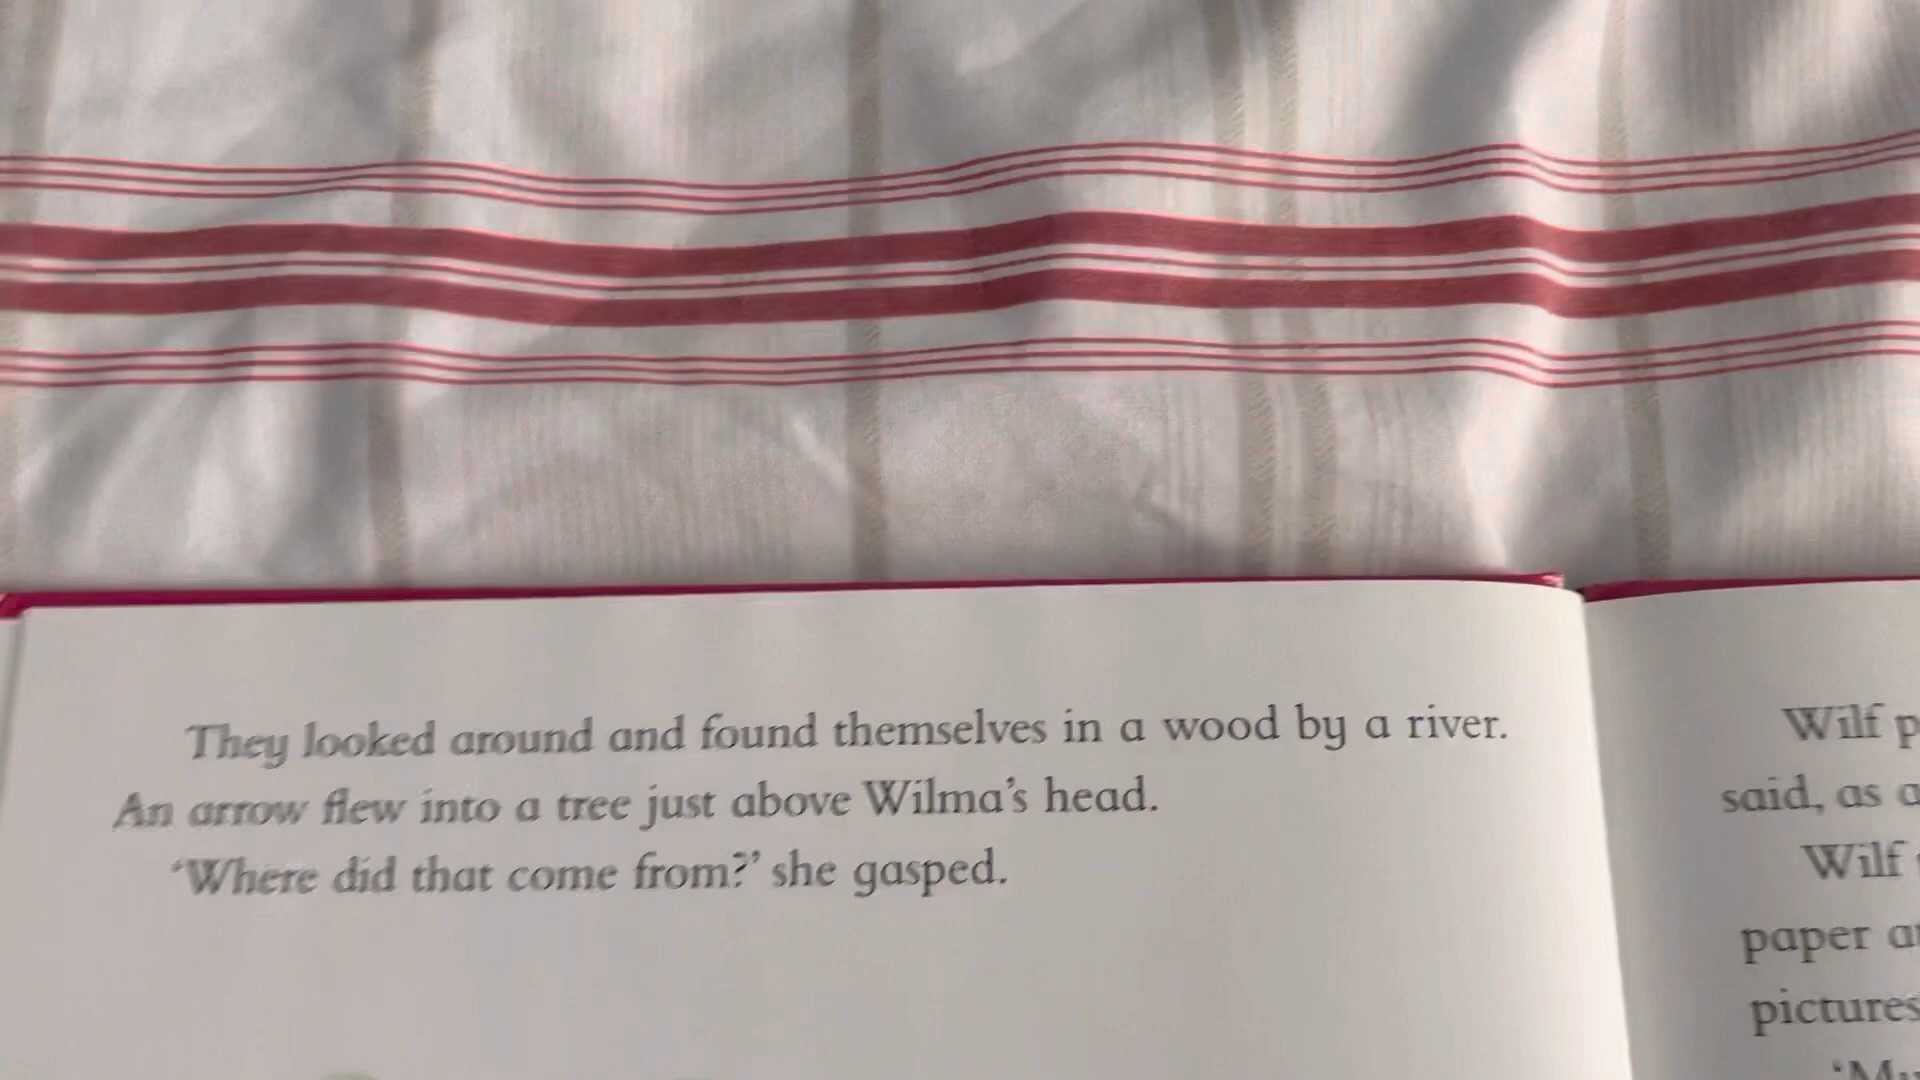 They looked around and found themselves in a wood by a river.
An arrow flew into a tree just above Wilma's head.
'Where did that come from?' she gasped.
Wilf
said, as
Wilf
paper
pictures